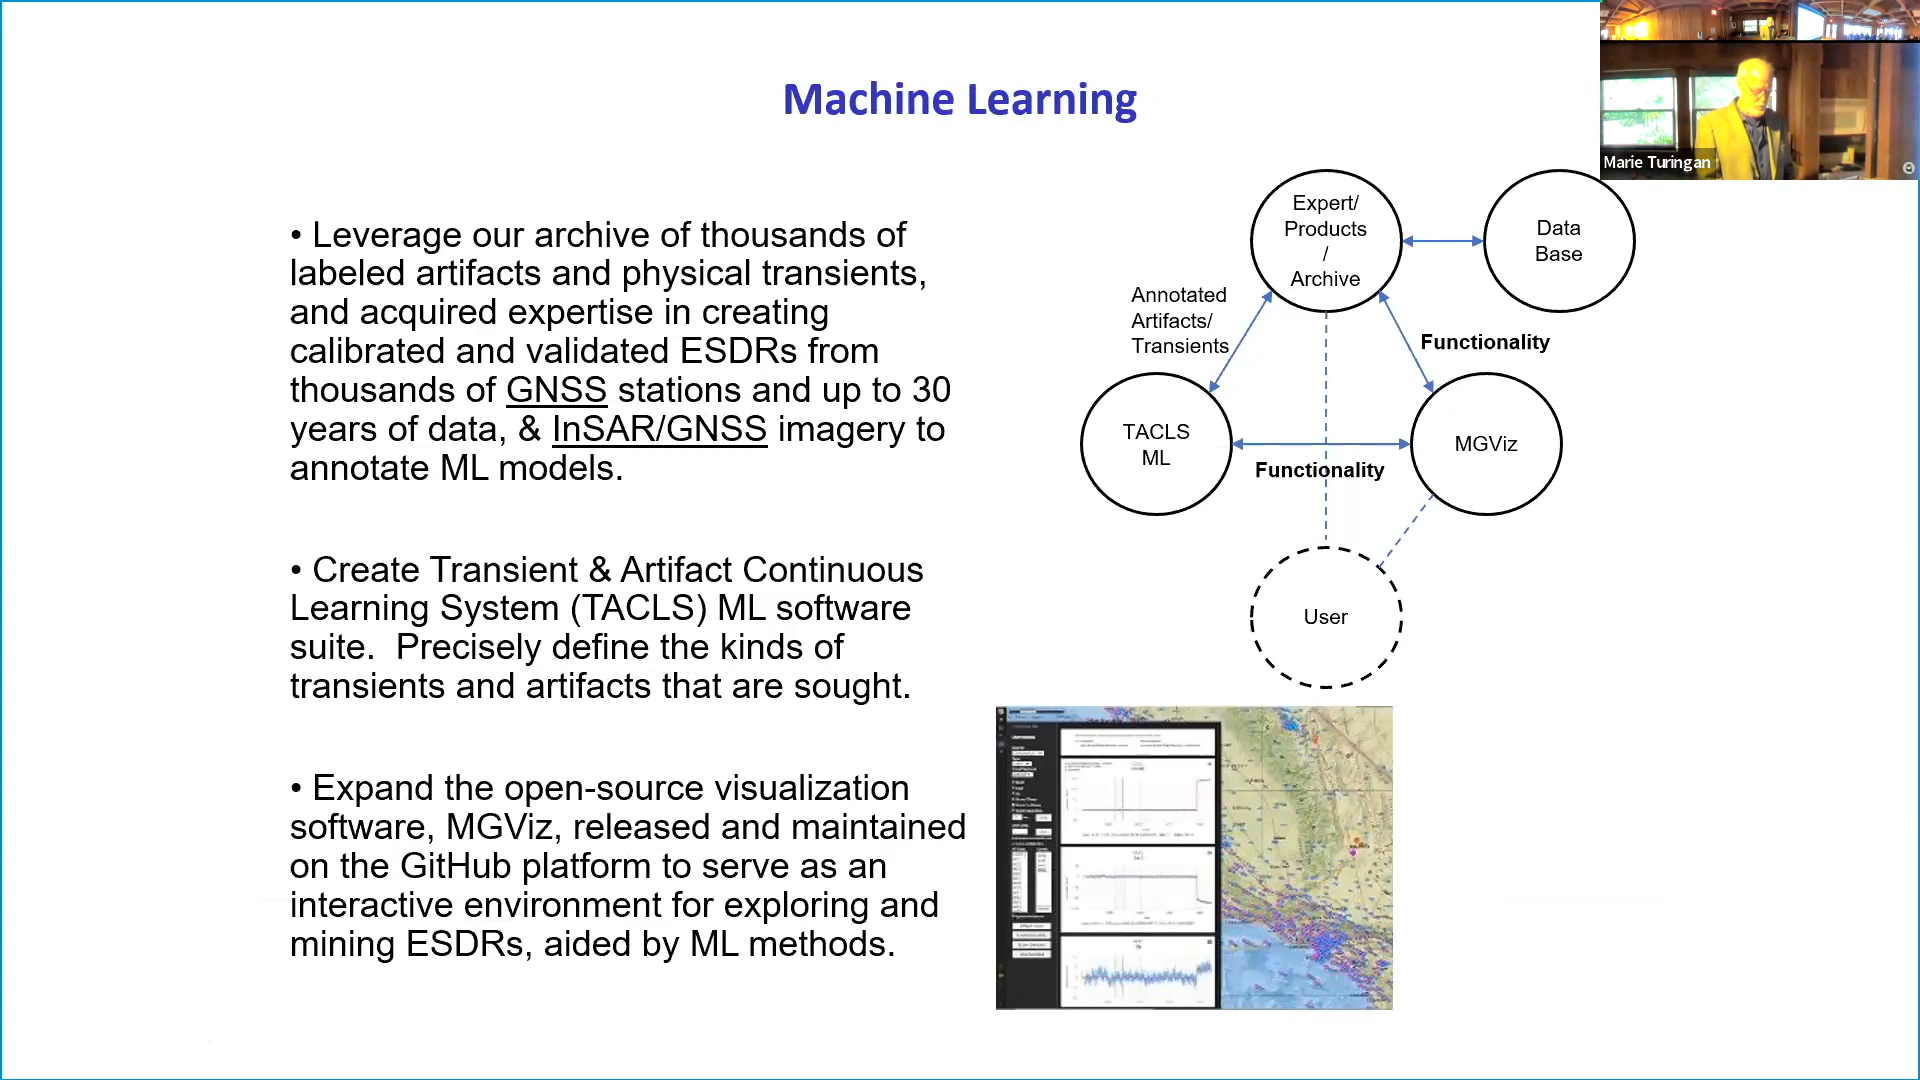 Machine Learning
Marie Turingan
• Leverage our archive of thousands of
labeled artifacts and physical transients,
and acquired expertise in creating
calibrated and validated ESDRs from
thousands of GNSS stations and up to 30
years of data, & InSAR/GNSS imagery to
annotate ML models.
• Create Transient & Artifact Continuous
Learning System (TACLS) ML software
suite.  Precisely define the kinds of
transients and artifacts that are sought.
• Expand the open-source visualization
software, MGViz, released and maintained
on the GitHub platform to serve as an
interactive environment for exploring and
mining ESDRs, aided by ML methods.
Expert/
Products
/
Archive
Data
Base
Annotated
Artifacts/
Transients
Functionality
TACLS
ML
MGViz
Functionality
User